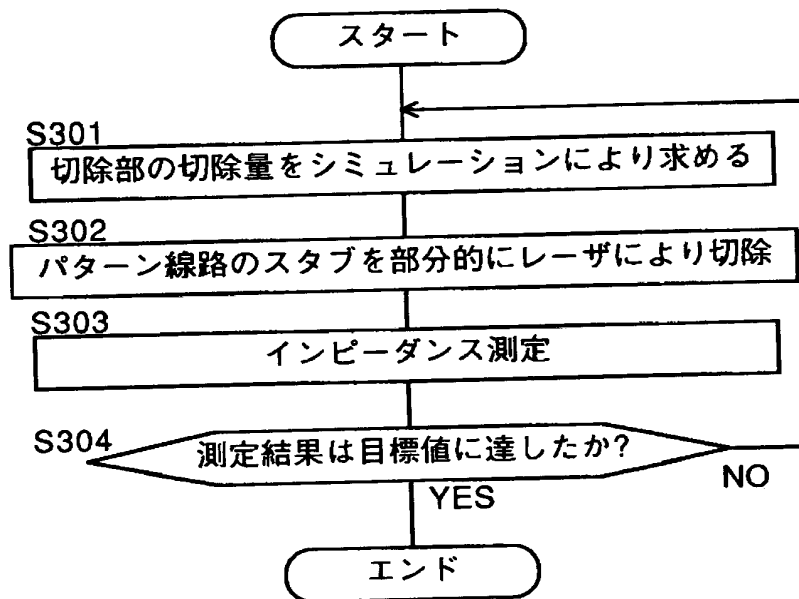 スタート
S301
切除部の切除量をシミュレーションにより求める
S302
パターン線路のスタブを部分的にレーザにより切除
S303
インピーダンス測定
S304
測定結果は目標値に達したか?
NO
YES
エンド